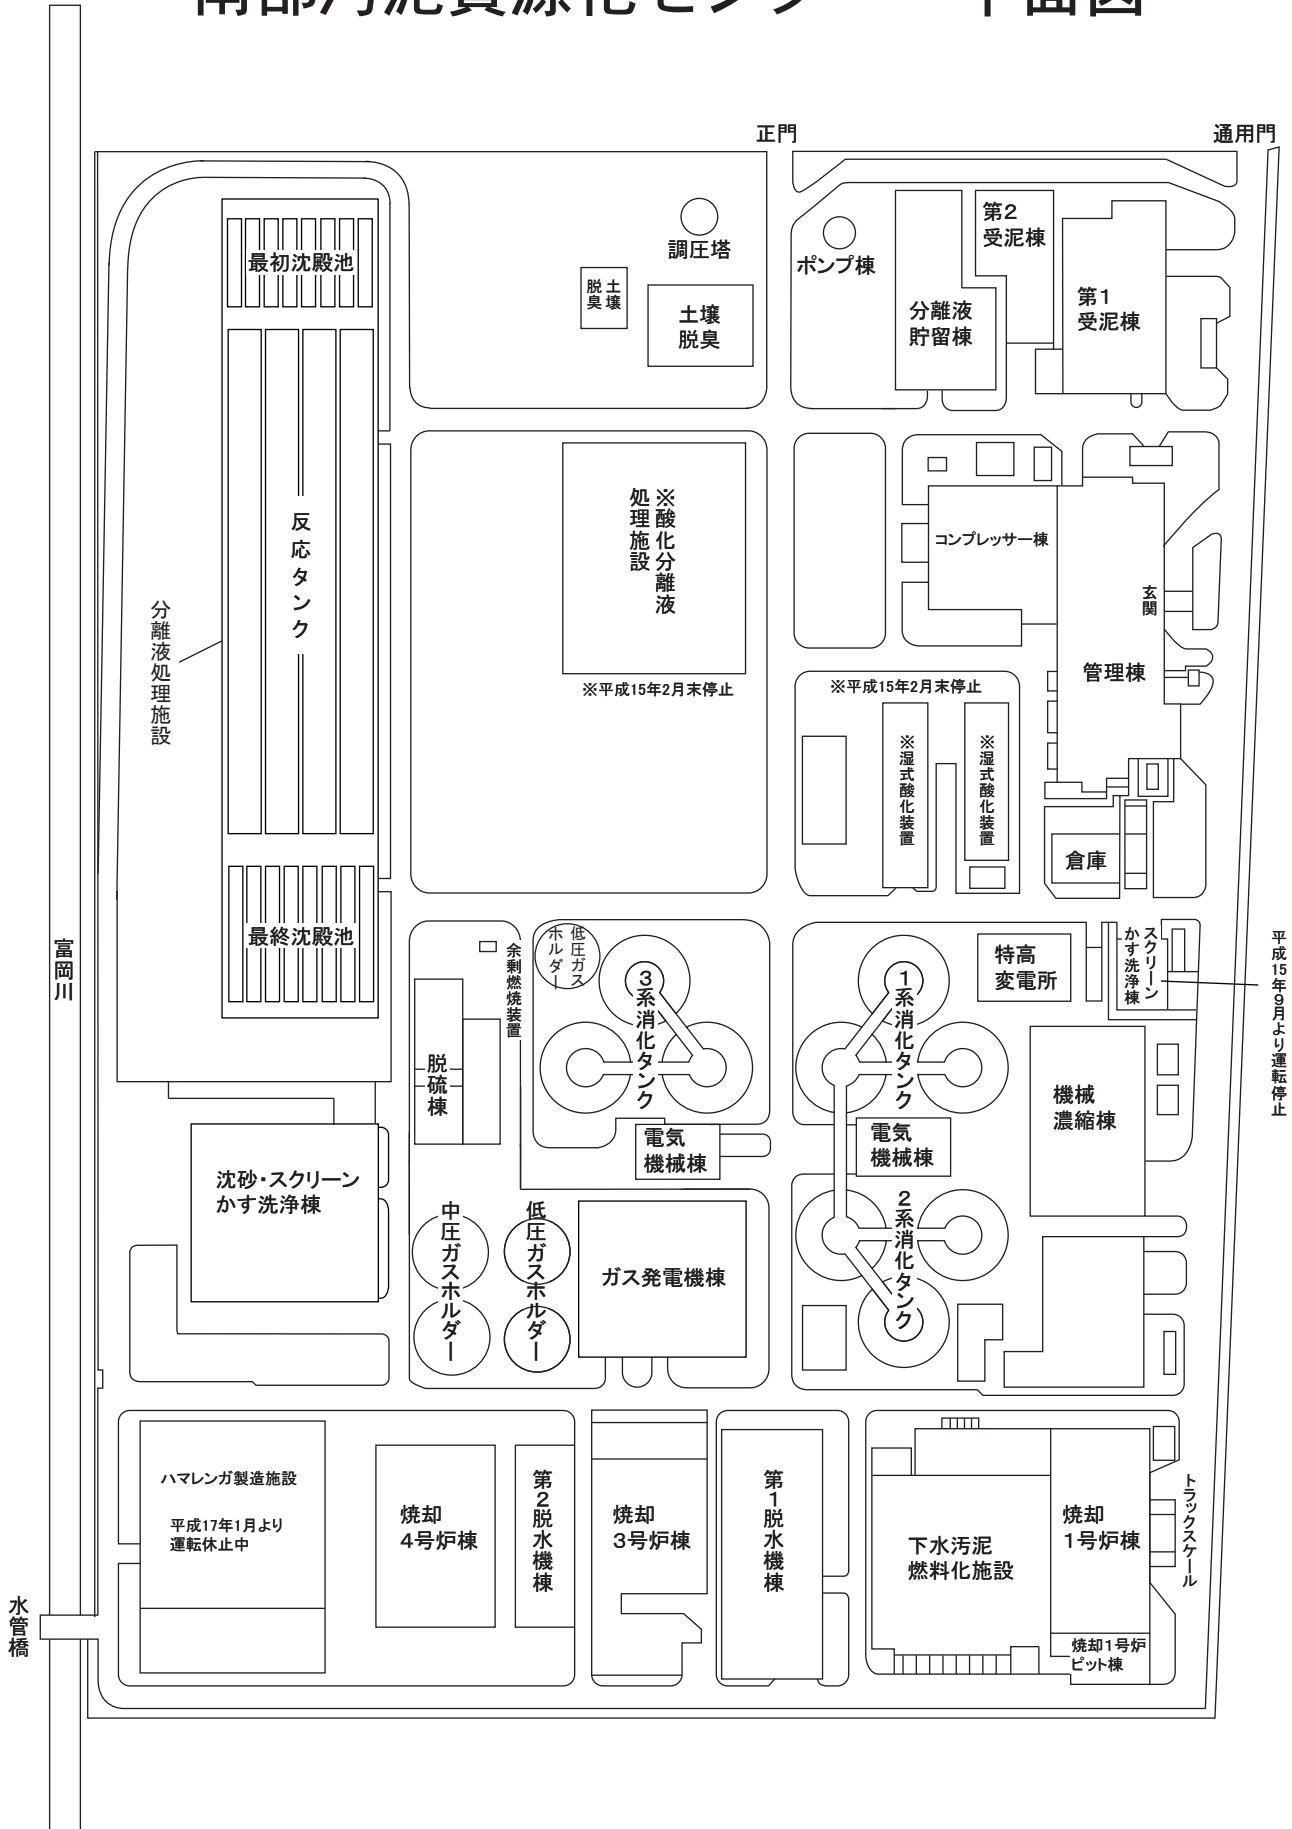 南部汚泥資源化センター 平面図
正門
通用門
調圧塔
土壌
脱臭
土壌
脱臭
ポンプ棟
第2
受泥棟
分離液
貯留棟
第1
受泥棟
最初沈殿池
反応タンク
分離液処理施設
最終沈殿池
※酸化分離液
処理施設
※平成15年2月末停止
コンプレッサー棟
玄関
管理棟
※平成15年2月末停止
※湿式酸化装置
※湿式酸化装置
倉庫
富岡川
余剰燃焼装置
低圧ガス
ホルダー
3系消化タンク
1系消化タンク
特高
変電所
スクリーン
かす洗浄棟
平成15年9月より運転停止
脱硫棟
機械
濃縮棟
電気
機械棟
電気
機械棟
沈砂・スクリーン
かす洗浄棟
中圧ガスホルダー
低圧ガスホルダー
ガス発電機棟
2系消化タンク
ハマレンガ製造施設
平成17年1月より
運転休止中
焼却
4号炉棟
第2脱水機棟
焼却
3号炉棟
第1脱水機棟
下水汚泥
燃料化施設
焼却
1号炉棟
トラックスケール
焼却1号炉
ピット棟
水管橋